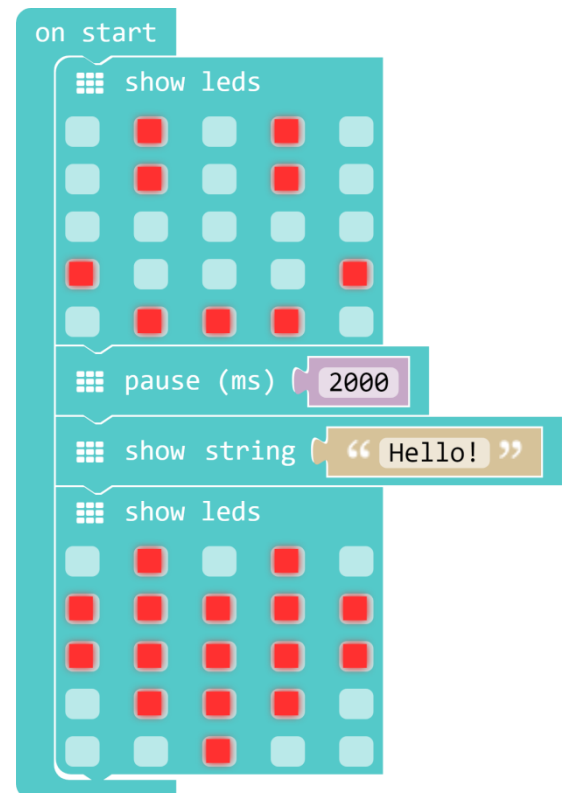 on start
show leds
pause (ms) 2000
show string “ Hello! ”
show leds